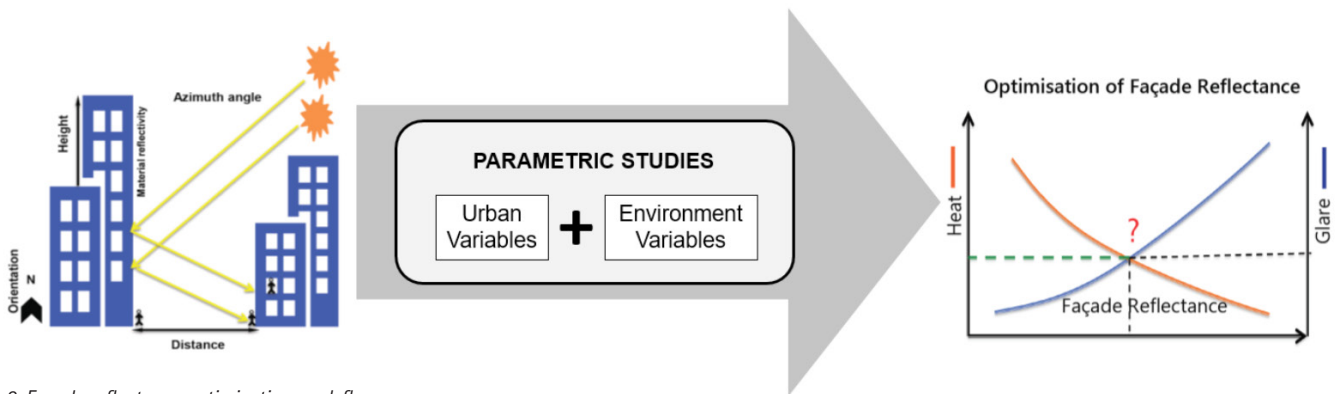 Azimuth angle
Height
Material reflectivity
Orientation
N
Distance
PARAMETRIC STUDIES
Urban
Variables
+
Environment
Variables
Optimisation of Façade Reflectance
Heat
?
Glare
Façade Reflectance